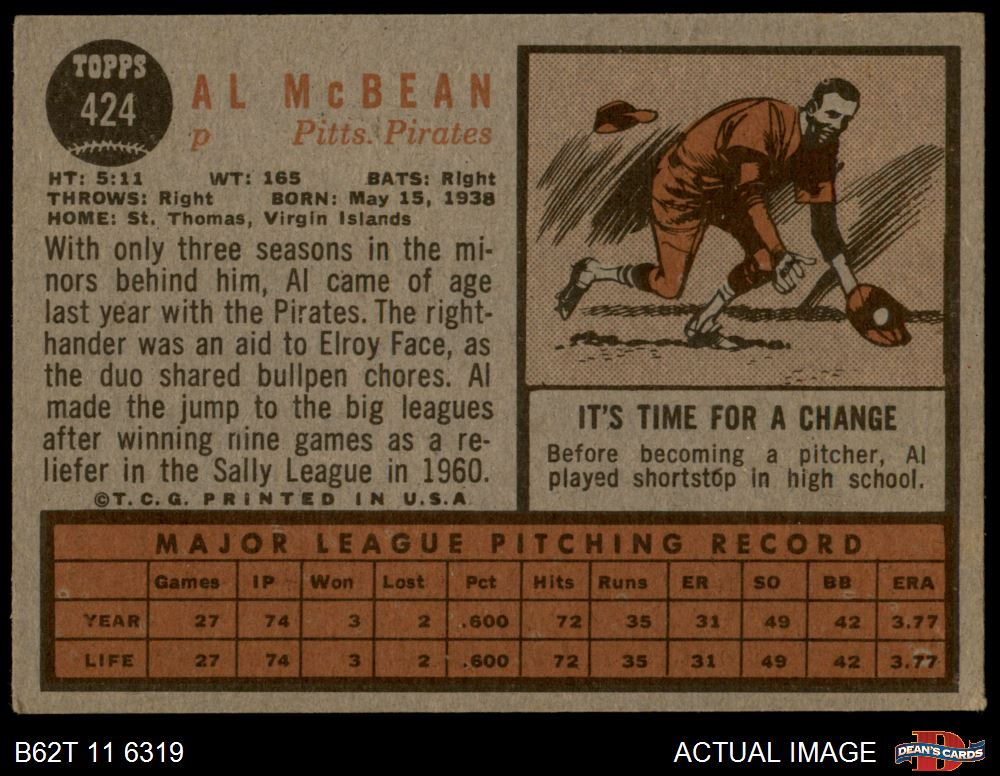 TOPPS
424
AL McBEAN
p Pitts. Pirates
HT: 5:11 WT: 165 BATS: Right
THROWS: Right BORN: May 15, 1938
HOME: St. Thomas, Virgin Islands
With only three seasons in the mi-
nors behind him, Al came of age
last year with the Pirates. The right-
hander was an aid to Elroy Face, as
the duo shared bullpen chores. Al
made the jump to the big leagues
after winning nine games as a re-
liefer in the Sally League in 1960.
©T.C.G. PRINTED IN U.S.A.
IT'S TIME FOR A CHANGE
Before becoming a pitcher, Al
played shortstop in high school.
MAJOR LEAGUE PITCHING RECORD
Games IP Won Lost Pct Hits Runs ER SO BB ERA
YEAR 27 74 3 2 .600 72 35 31 49 42 3.77
LIFE 27 74 3 2 .600 72 35 31 49 42 3.77
B62T 11 6319
ACTUAL IMAGE
D
DEAN'S CARDS